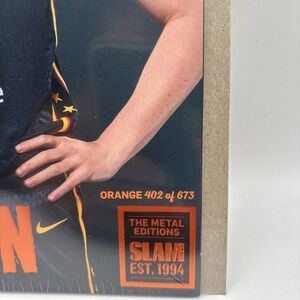 e
ORANGE 402 of 673
N
THE METAL
EDITIONS
SLAM
EST. 1994